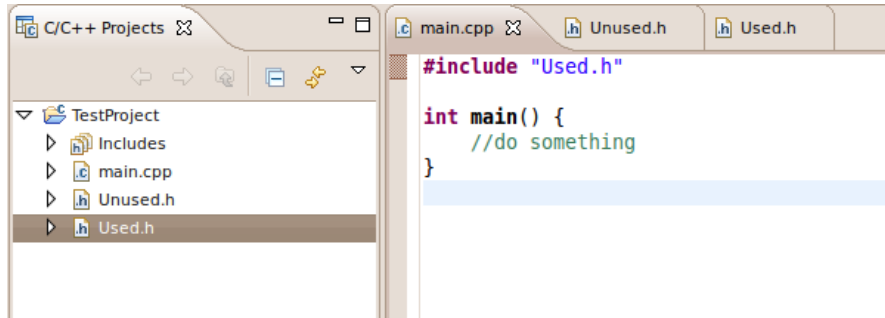 C/C++ Projects
TestProject
Includes
main.cpp
Unused.h
Used.h
main.cpp
Unused.h
Used.h
#include "Used.h"
int main() {
//do something
}